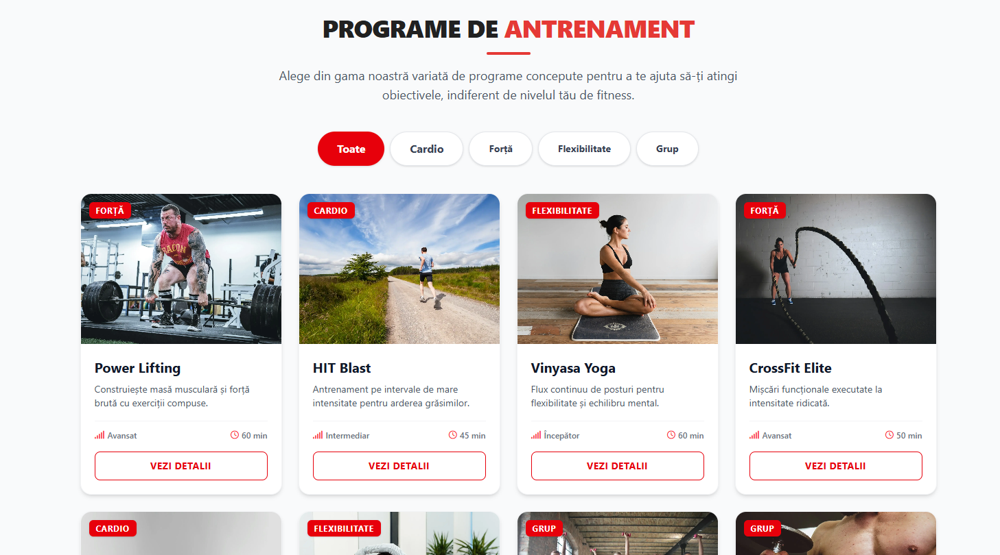 PROGRAME DE ANTRENAMENT
Alege din gama noastră variată de programe concepute pentru a te ajuta să-ți atingi
obiectivele, indiferent de nivelul tău de fitness.
Toate
Cardio
Forță
Flexibilitate
Grup
FORȚĂ
BACON
Power Lifting
Construiește masă musculară și forță
brută cu exerciții compuse.
Avansat
60 min
VEZI DETALII
CARDIO
HIT Blast
Antrenament pe intervale de mare
intensitate pentru arderea grăsimilor.
Intermediar
45 min
VEZI DETALII
FLEXIBILITATE
Vinyasa Yoga
Flux continuu de posturi pentru
flexibilitate și echilibru mental.
Începător
60 min
VEZI DETALII
FORȚĂ
CrossFit Elite
Mișcări funcționale executate la
intensitate ridicată.
Avansat
50 min
VEZI DETALII
CARDIO
FLEXIBILITATE
GRUP
GRUP